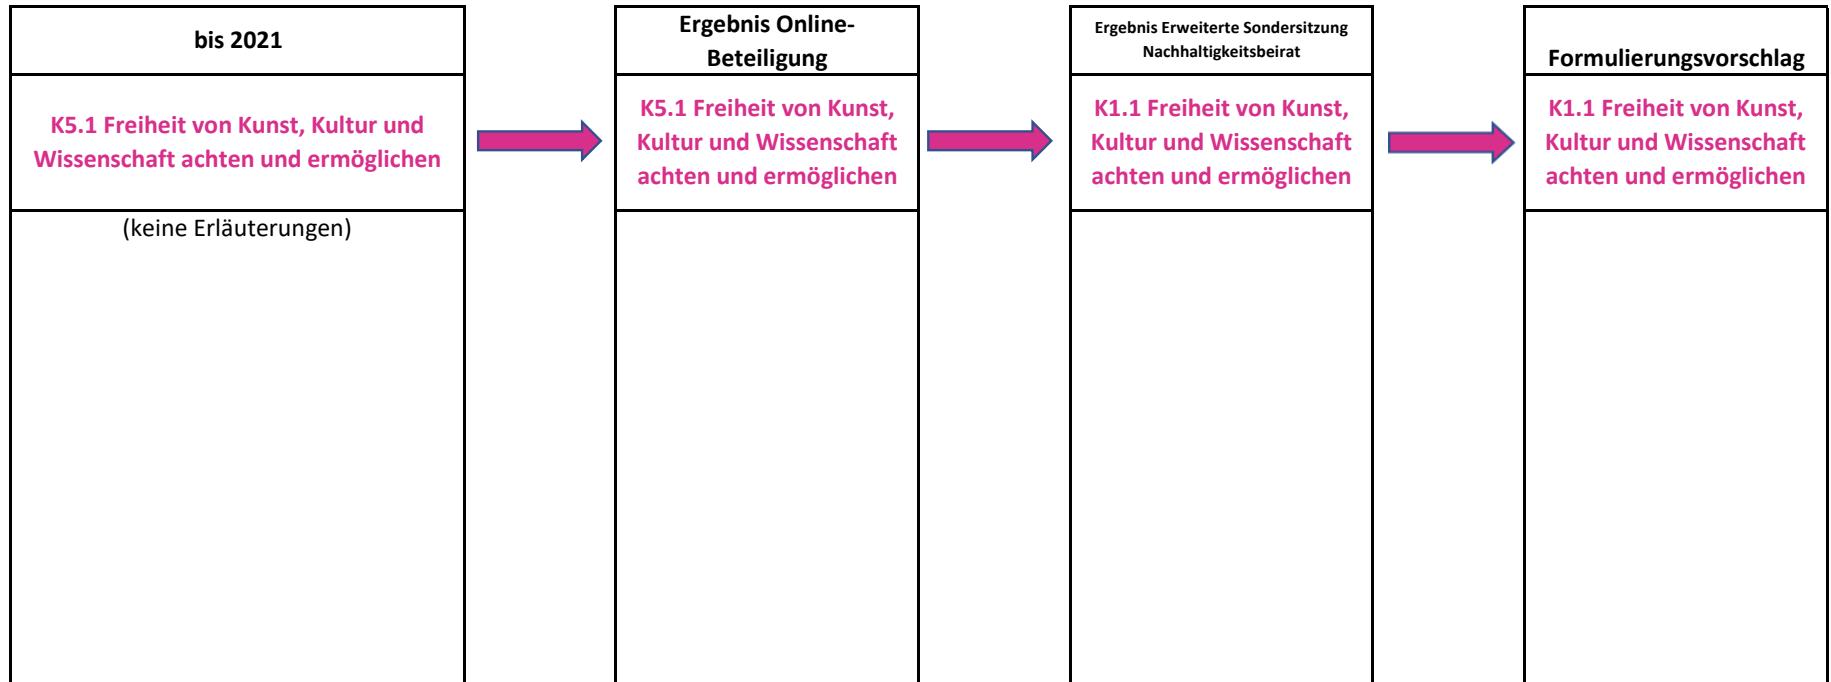 bis 2021
K5.1 Freiheit von Kunst, Kultur und
Wissenschaft achten und ermöglichen
(keine Erläuterungen)
Ergebnis Online-
Beteiligung
K5.1 Freiheit von Kunst,
Kultur und Wissenschaft
achten und ermöglichen
Ergebnis Erweiterte Sondersitzung
Nachhaltigkeitsbeirat
K1.1 Freiheit von Kunst,
Kultur und Wissenschaft
achten und ermöglichen
Formulierungsvorschlag
K1.1 Freiheit von Kunst,
Kultur und Wissenschaft
achten und ermöglichen